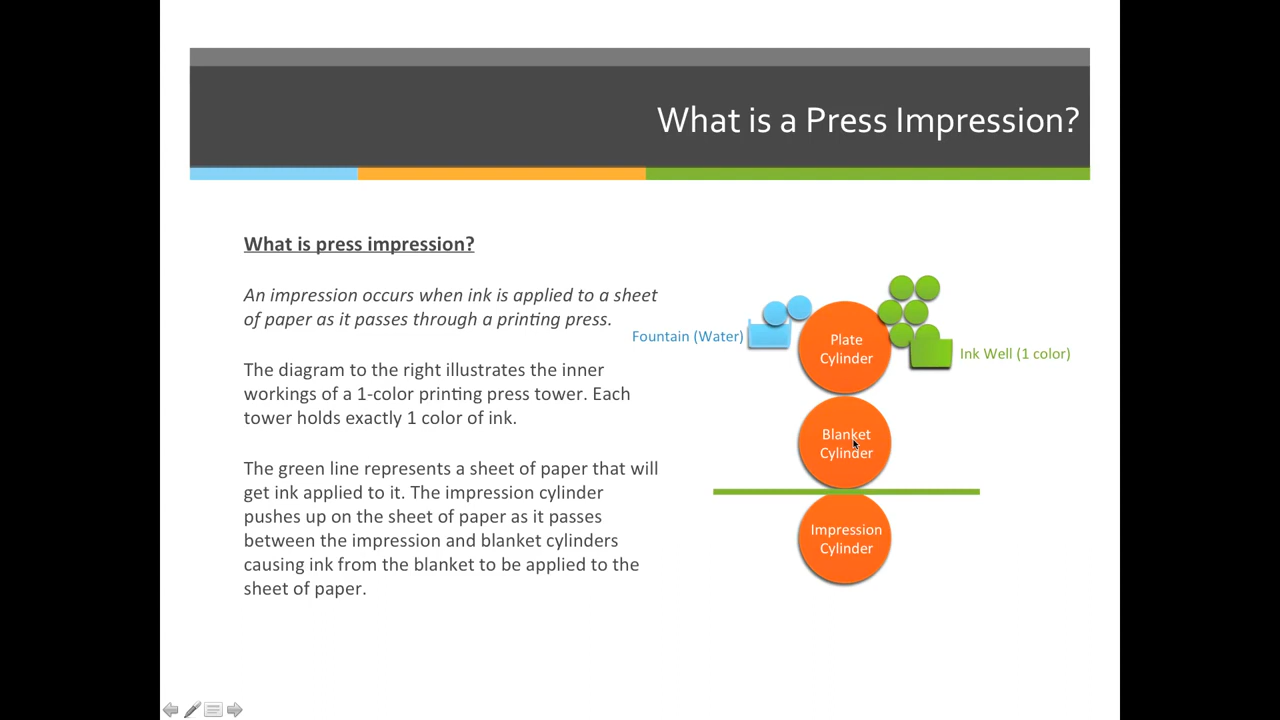 What is a Press Impression?
What is press impression?
An impression occurs when ink is applied to a sheet
of paper as it passes through a printing press.
The diagram to the right illustrates the inner
workings of a 1-color printing press tower. Each
tower holds exactly 1 color of ink.
The green line represents a sheet of paper that will
get ink applied to it. The impression cylinder
pushes up on the sheet of paper as it passes
between the impression and blanket cylinders
causing ink from the blanket to be applied to the
sheet of paper.
Fountain (Water)
Plate
Cylinder
Ink Well (1 color)
Blanket
Cylinder
Impression
Cylinder